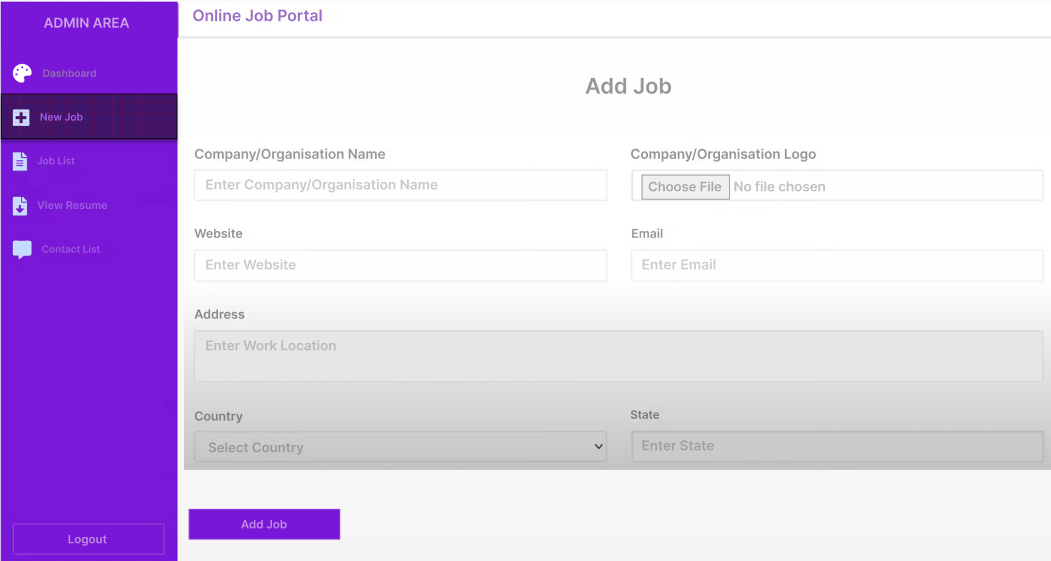 ADMIN AREA
Online Job Portal
Dashboard
New Job
Job List
View Resume
Contact List
Logout
Add Job
Company/Organisation Name
Company/Organisation Logo
Enter Company/Organisation Name
Choose File No file chosen
Website
Email
Enter Website
Enter Email
Address
Enter Work Location
Country
State
Select Country
Enter State
Add Job